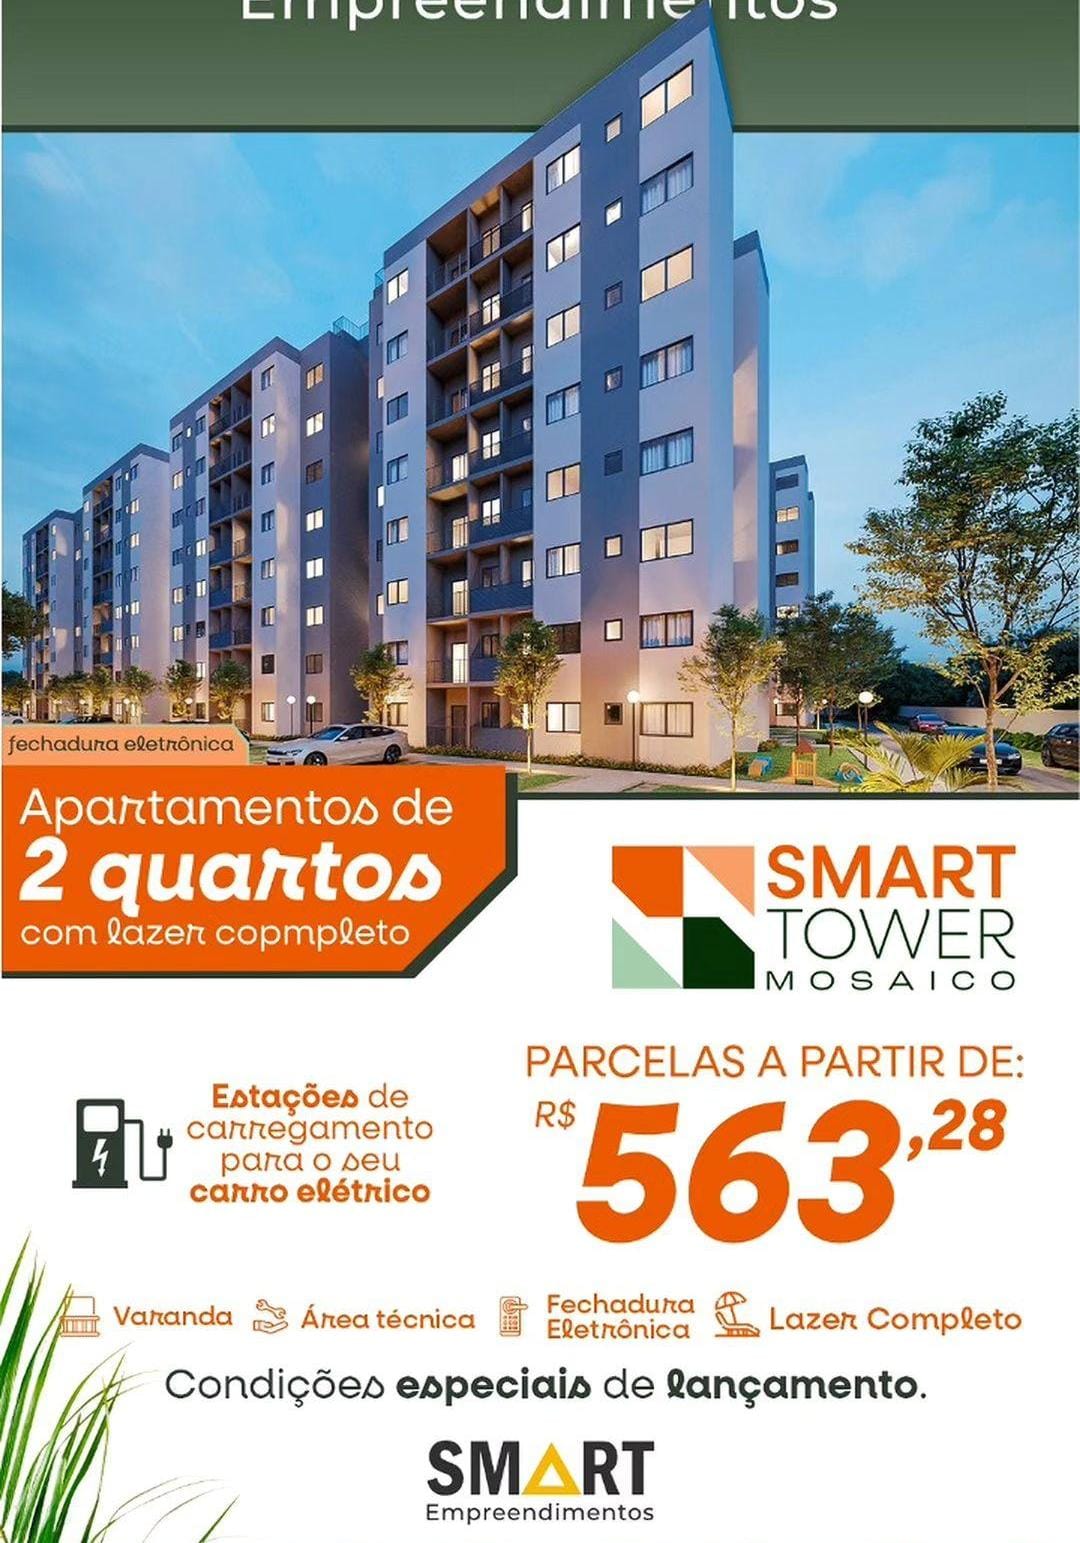 Empreendimentos
fechadura eletrônica
Apartamentos de
2 quartos
com lazer copmpleto
SMART
TOWER
MOSAICO
PARCELAS A PARTIR DE:
R$ 563,28
Estações de
carregamento
para o seu
carro elétrico
Varanda
Área técnica
Fechadura
Eletrônica
Lazer Completo
Condições especiais de lançamento.
SMART
Empreendimentos